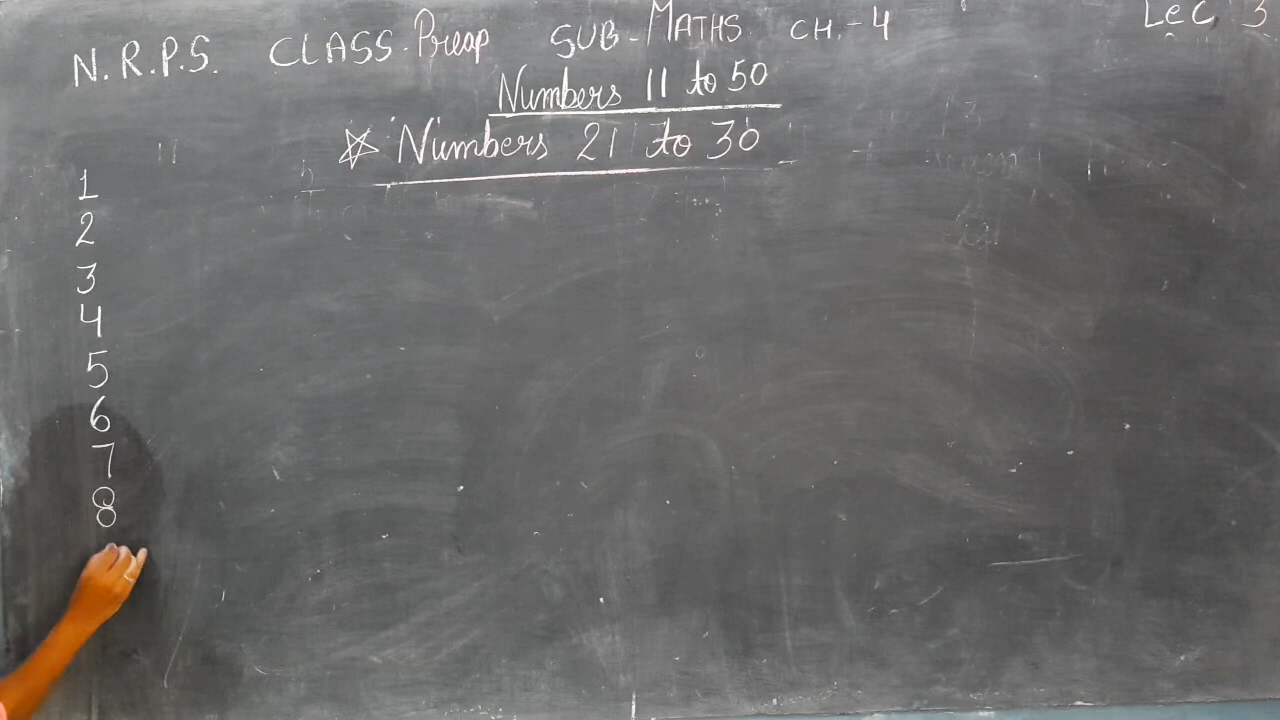 N.R.P.S. CLASS-Preap SUB-MATHS. CH.-4 Lec 3
Numbers 11 to 50
☆ Numbers 21 to 30
1
2
3
4
5
6
7
8